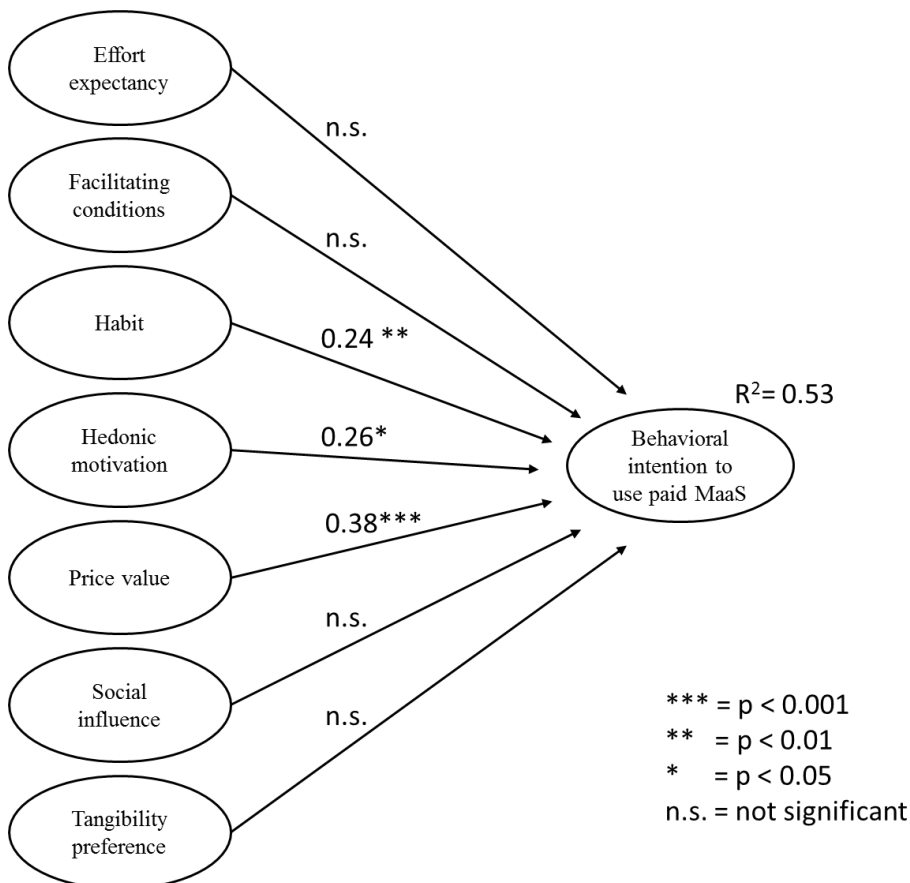 Effort
expectancy
n.s.
Facilitating
conditions
n.s.
Habit
0.24 **
R²= 0.53
Hedonic
motivation
0.26*
Behavioral
intention to
use paid MaaS
Price value
0.38***
Social
influence
n.s.
Tangibility
preference
n.s.
*** = p < 0.001
** = p < 0.01
* = p < 0.05
n.s. = not significant